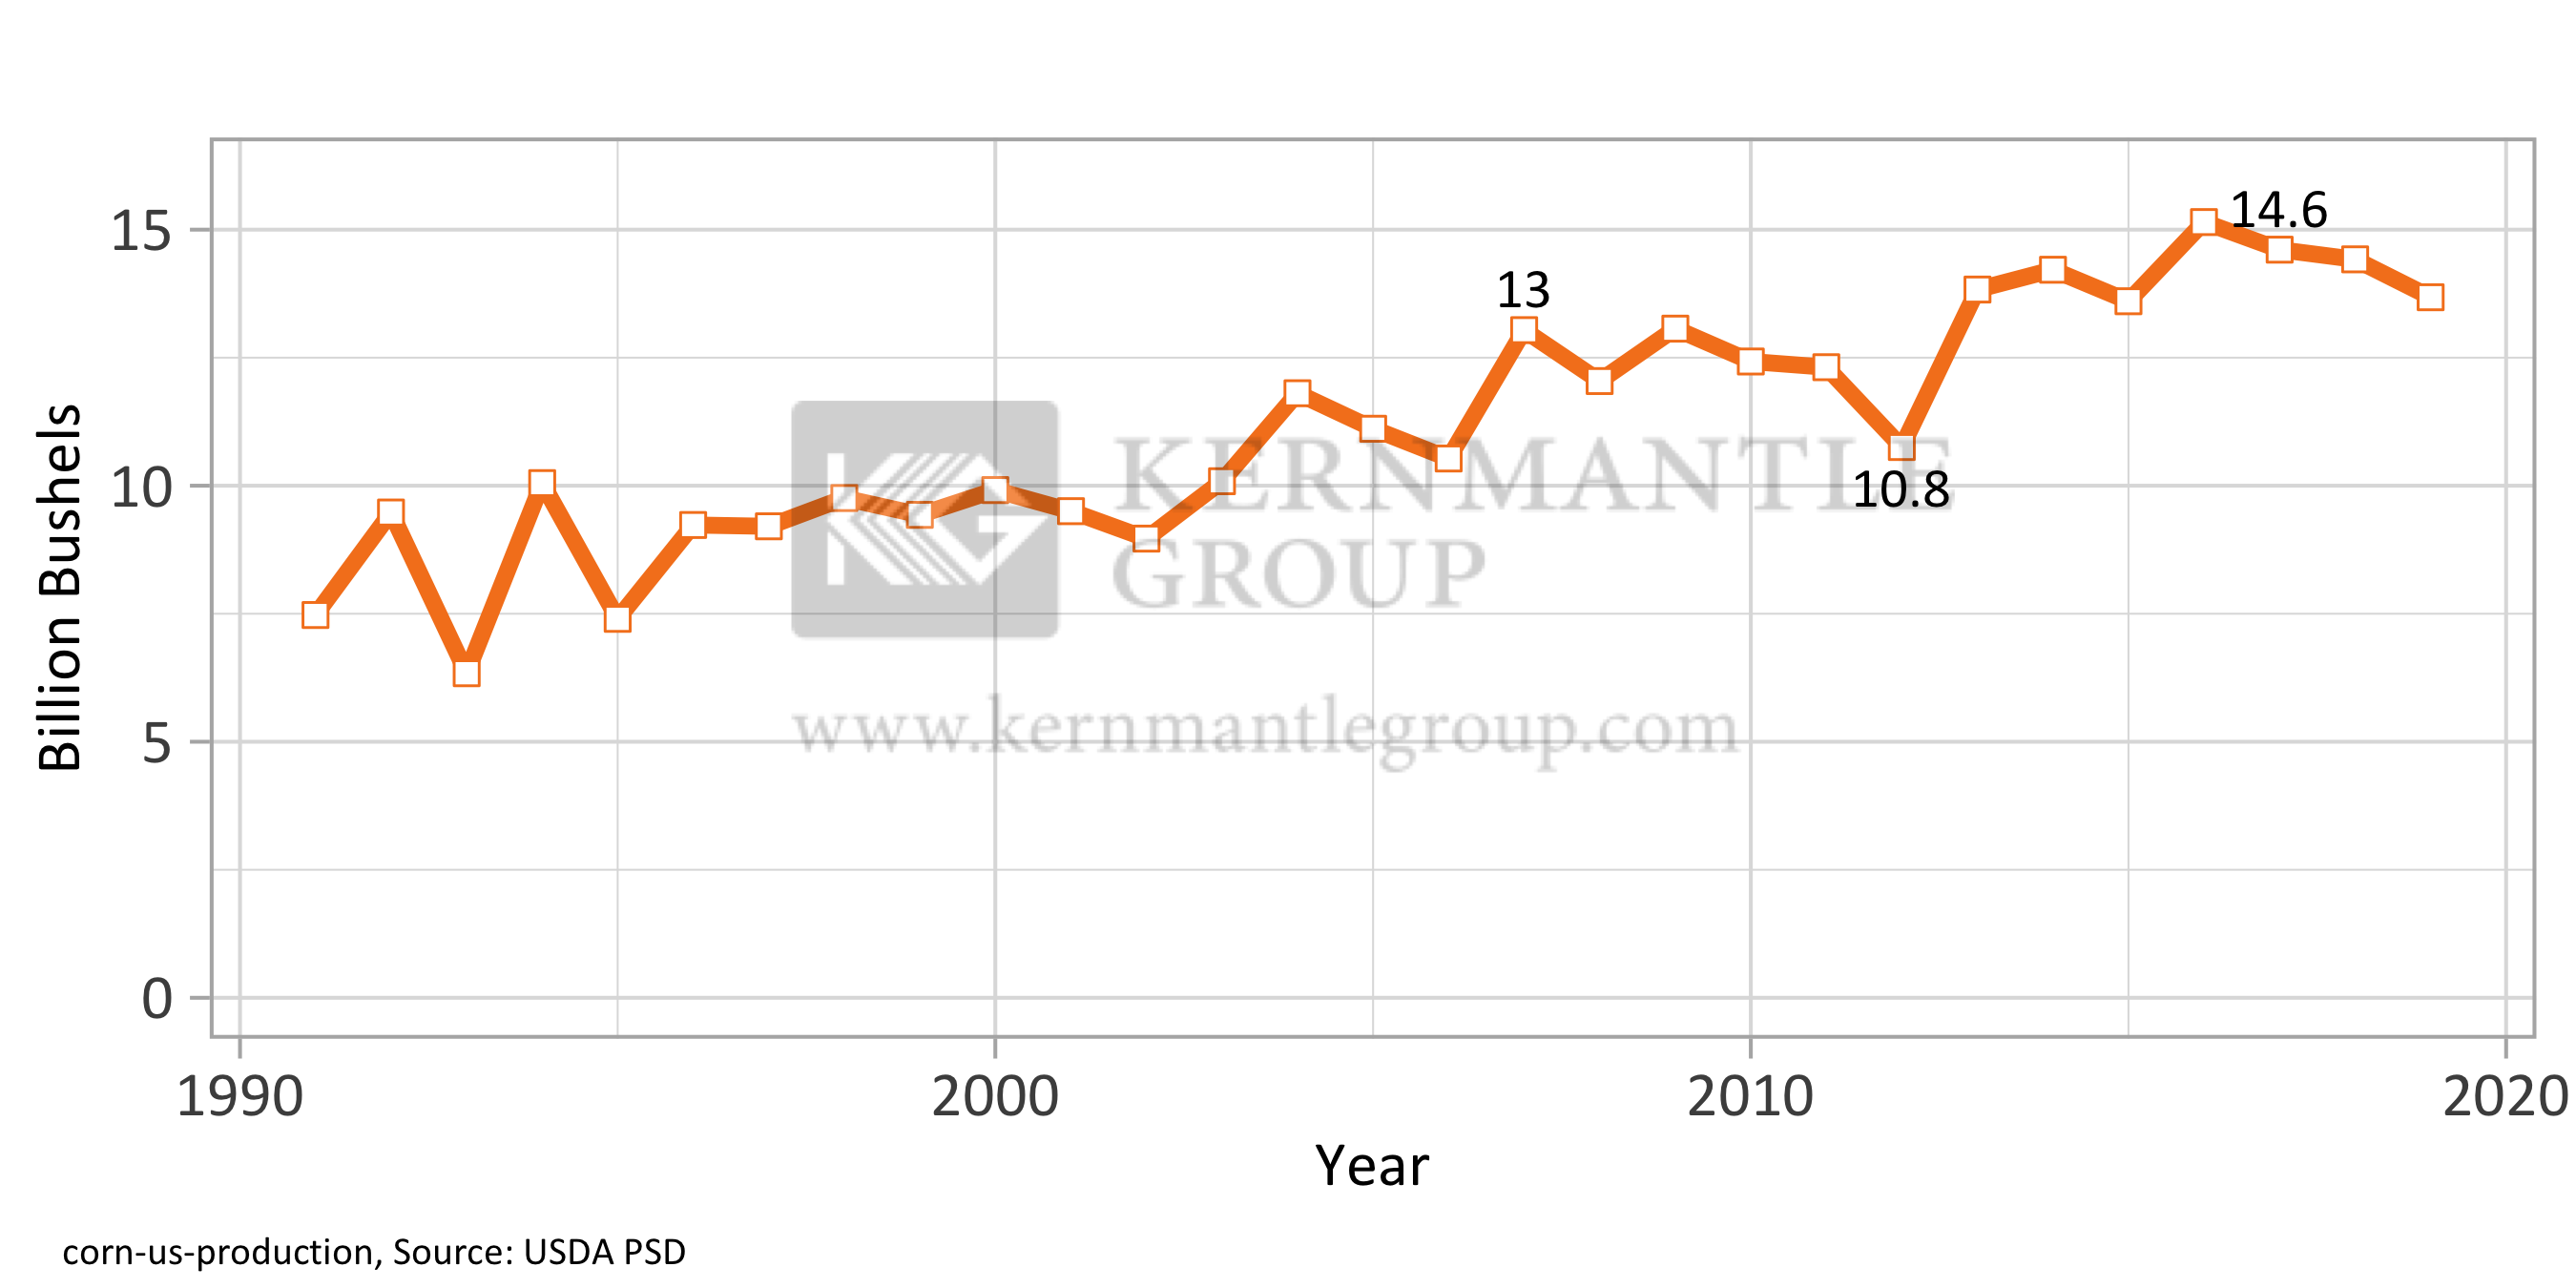 15
10
5
0
Billion Bushels
13
14.6
10.8
KG
KERNMANTLE
GROUP
www.kernmantlegroup.com
1990
2000
2010
2020
Year
corn-us-production, Source: USDA PSD